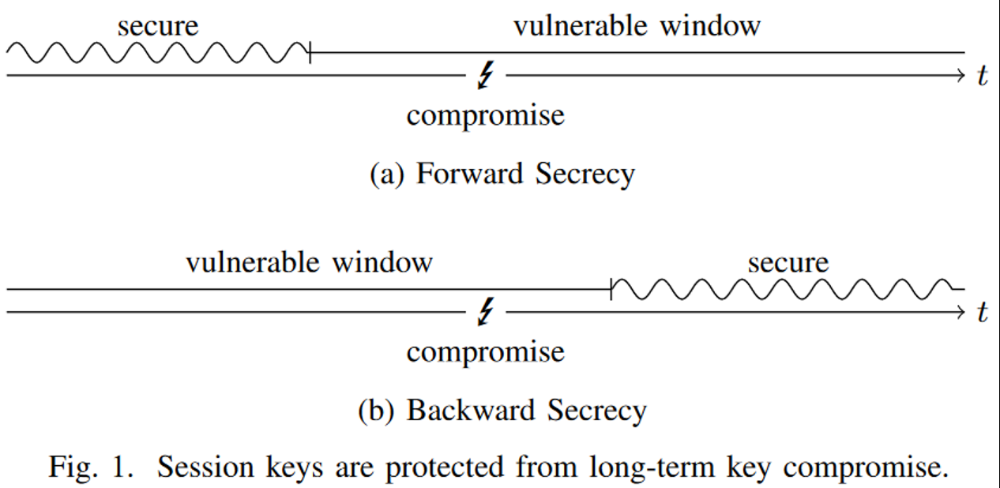 secure
vulnerable window
t
compromise
(a) Forward Secrecy
vulnerable window
secure
t
compromise
(b) Backward Secrecy
Fig. 1. Session keys are protected from long-term key compromise.